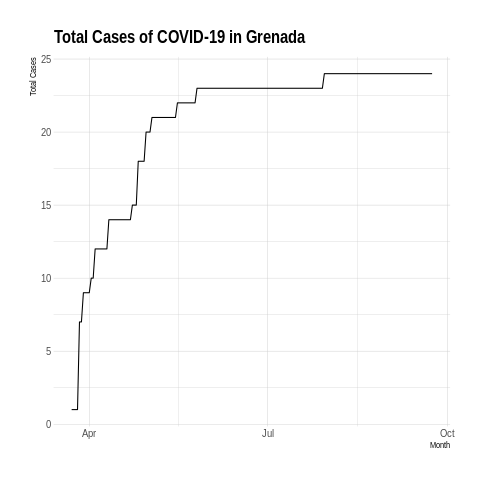 Total Cases of COVID-19 in Grenada
Total Cases
25
20
15
10
5
0
Apr
Jul
Oct
Month